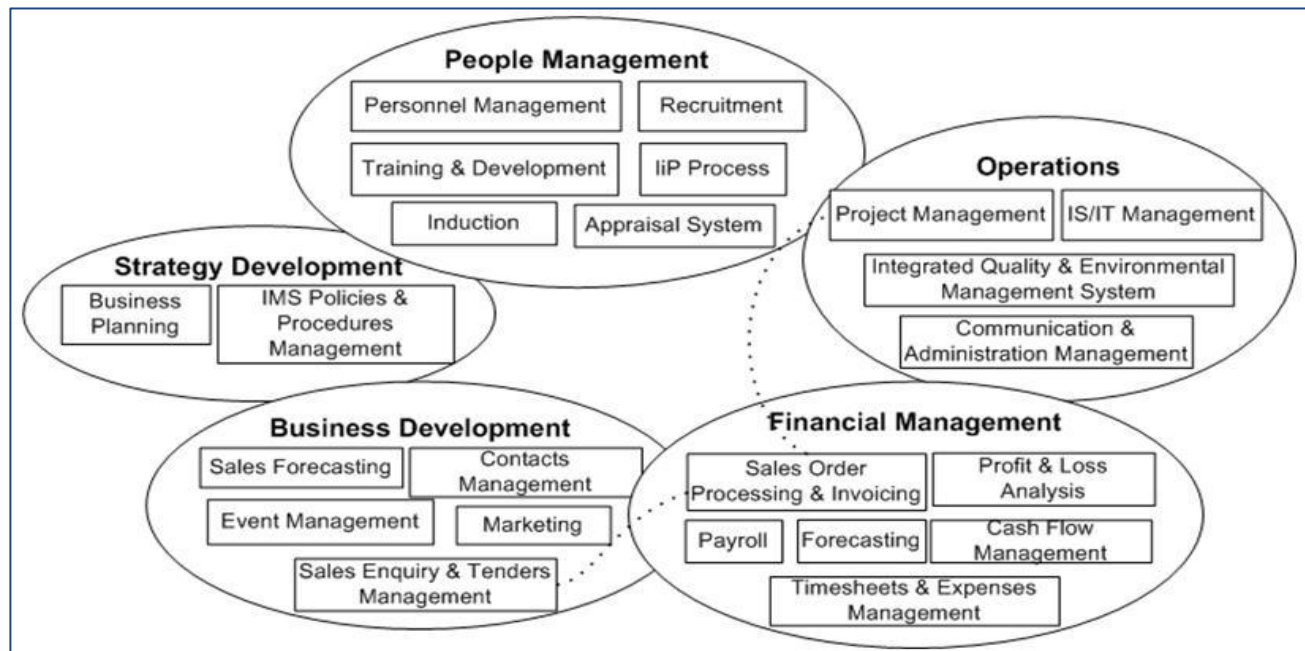 People Management
Personnel Management
Recruitment
Training & Development
IiP Process
Induction
Appraisal System
Operations
Project Management
IS/IT Management
Integrated Quality & Environmental
Management System
Communication &
Administration Management
Strategy Development
Business
Planning
IMS Policies &
Procedures
Management
Business Development
Sales Forecasting
Contacts
Management
Event Management
Marketing
Sales Enquiry & Tenders
Management
Financial Management
Sales Order
Processing & Invoicing
Profit & Loss
Analysis
Payroll
Forecasting
Cash Flow
Management
Timesheets & Expenses
Management